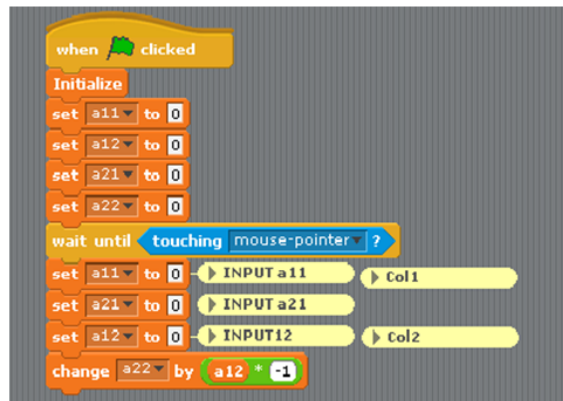 when clicked
Initialize
set a11 to 0
set a12 to 0
set a21 to 0
set a22 to 0
wait until touching mouse-pointer ?
set a11 to 0 INPUT a11 Col1
set a21 to 0 INPUT a21
set a12 to 0 INPUT12 Col2
change a22 by a12 * -1